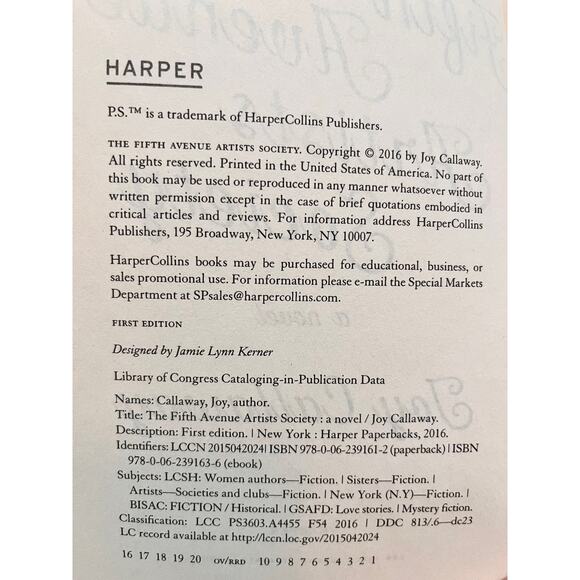 HARPER
P.S.™ is a trademark of HarperCollins Publishers.
THE FIFTH AVENUE ARTISTS SOCIETY. Copyright © 2016 by Joy Callaway.
All rights reserved. Printed in the United States of America. No part of
this book may be used or reproduced in any manner whatsoever without
written permission except in the case of brief quotations embodied in
critical articles and reviews. For information address HarperCollins
Publishers, 195 Broadway, New York, NY 10007.
HarperCollins books may be purchased for educational, business, or
sales promotional use. For information please e-mail the Special Markets
Department at SPsales@harpercollins.com.
FIRST EDITION
Designed by Jamie Lynn Kerner
Library of Congress Cataloging-in-Publication Data
Names: Callaway, Joy, author.
Title: The Fifth Avenue Artists Society : a novel / Joy Callaway.
Description: First edition. | New York : Harper Paperbacks, 2016.
Identifiers: LCCN 2015042024| ISBN 978-0-06-239161-2 (paperback) | ISBN
978-0-06-239163-6 (ebook)
Subjects: LCSH: Women authors—Fiction. | Sisters—Fiction. |
Artists—Societies and clubs—Fiction. | New York (N.Y)—Fiction. |
BISAC: FICTION / Historical. | GSAFD: Love stories. | Mystery fiction.
Classification: LCC PS3603.A4455 F54 2016 | DDC 813/.6—dc23
LC record available at http://lccn.loc.gov/2015042024
16 17 18 19 20 OV/RRD 10 9 8 7 6 5 4 3 2 1